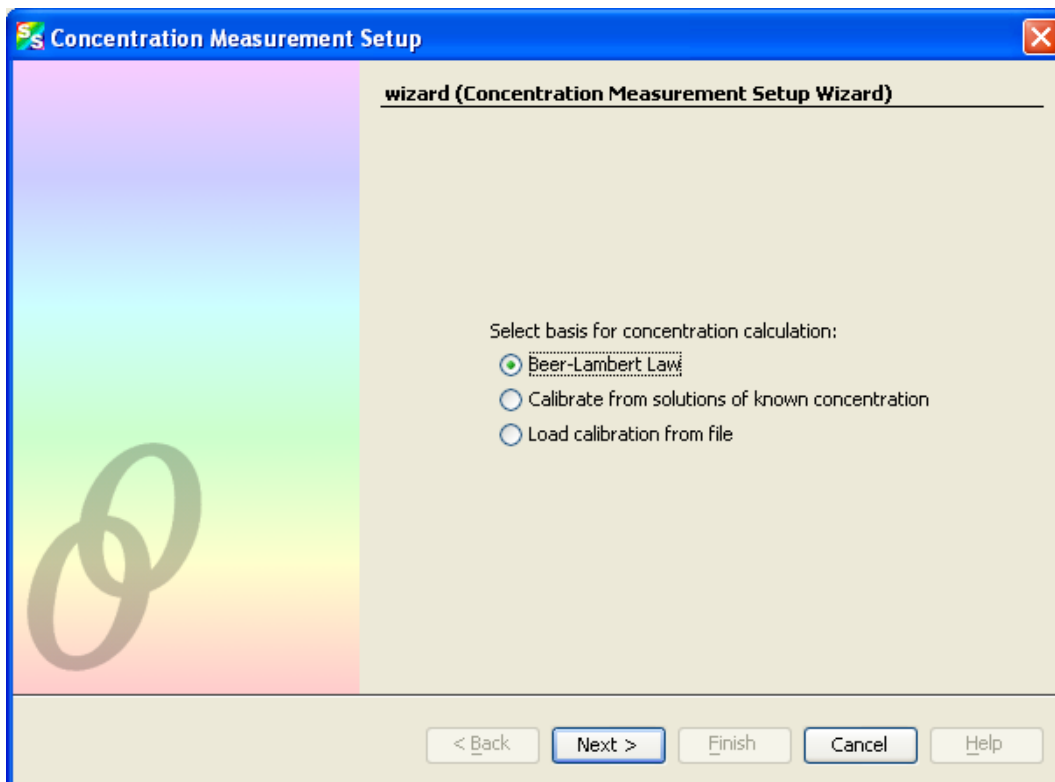 Concentration Measurement Setup
wizard (Concentration Measurement Setup Wizard)
Select basis for concentration calculation:
Beer-Lambert Law
Calibrate from solutions of known concentration
Load calibration from file
< Back Next > Finish Cancel Help